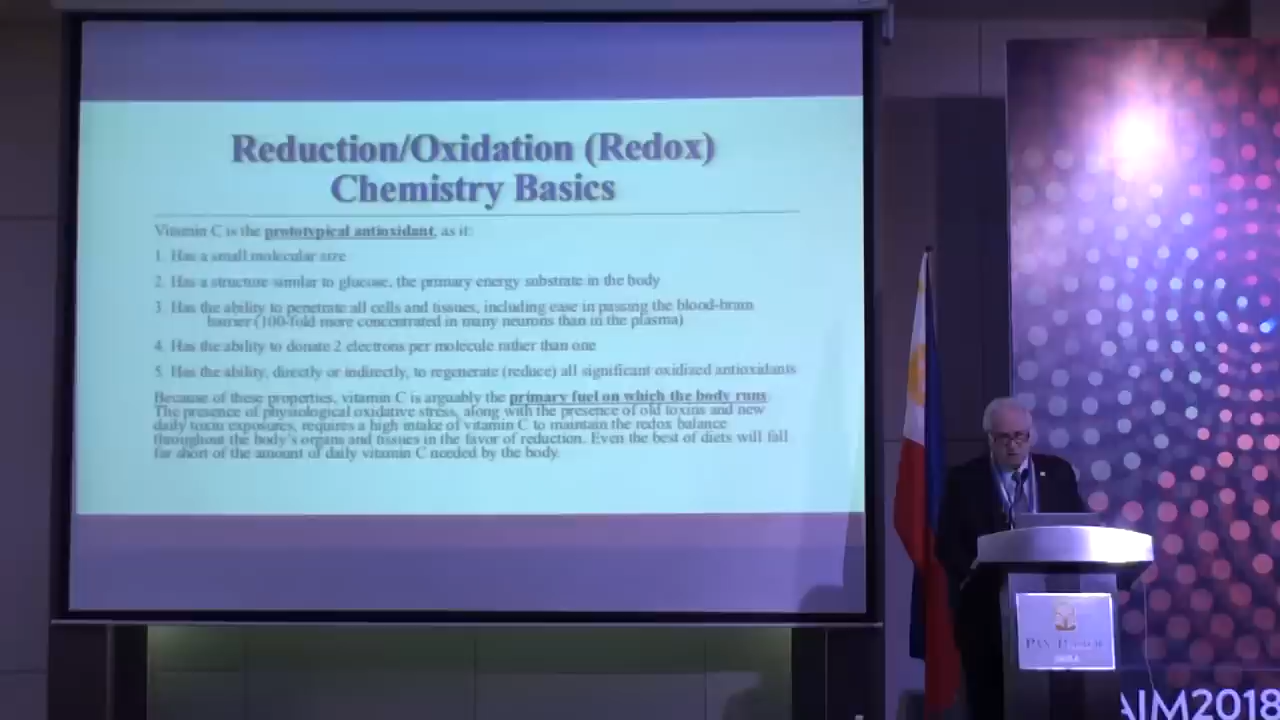 Reduction/Oxidation (Redox)
Chemistry Basics
Vitamin C is the prototypical antioxidant, as it:
1. Has a small molecular size
2. Has a structure similar to glucose, the primary energy substrate in the body
3. Has the ability to penetrate all cells and tissues, including ease in passing the blood-brain
barrier (100-fold more concentrated in many neurons than in the plasma)
4. Has the ability to donate 2 electrons per molecule rather than one
5. Has the ability, directly or indirectly, to regenerate (reduce) all significant oxidized antioxidants
Because of these properties, vitamin C is arguably the primary fuel on which the body runs.
The presence of physiological oxidative stress, along with the presence of old toxins and new
daily toxin exposures, requires a high intake of vitamin C to maintain the redox balance
throughout the body's organs and tissues in the favor of reduction. Even the best of diets will fall
far short of the amount of daily vitamin C needed by the body.
AIM2018